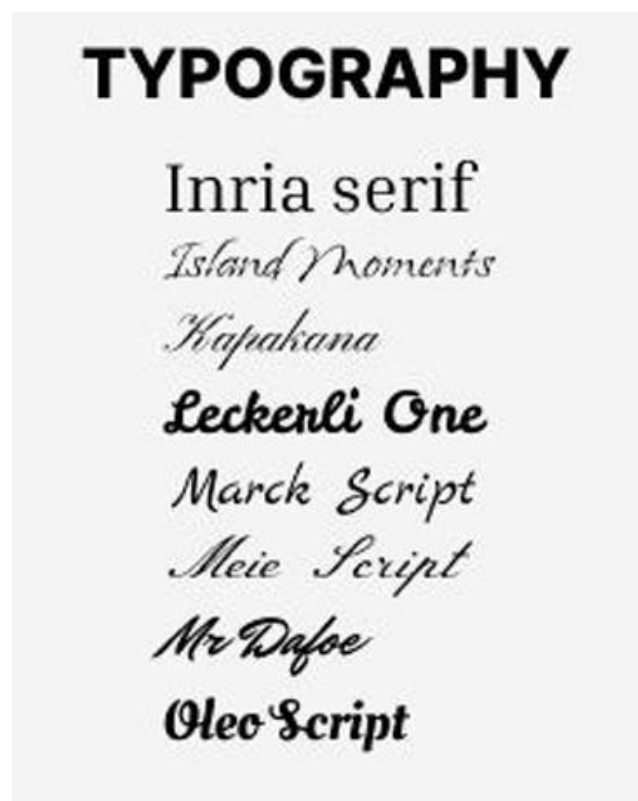 TYPOGRAPHY
Inria serif
Island Moments
Kapakana
Leckerli One
Marck Script
Meie Script
Mr Dafoe
Oleo Script